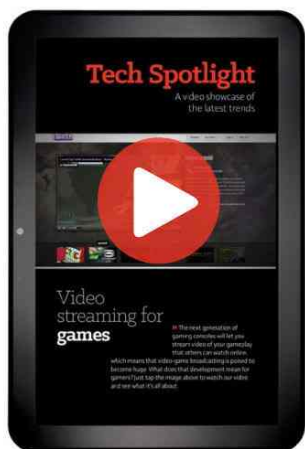 Tech Spotlight
A video showcase of
the latest trends
Video
streaming for
games
The next generation of
gaming consoles will let you
stream video of your gameplay
that others can watch online,
which means that video-game broadcasting is poised to
become huge. What does that development mean for
gamers? Just tap the image above to watch our video
and see what it's all about.